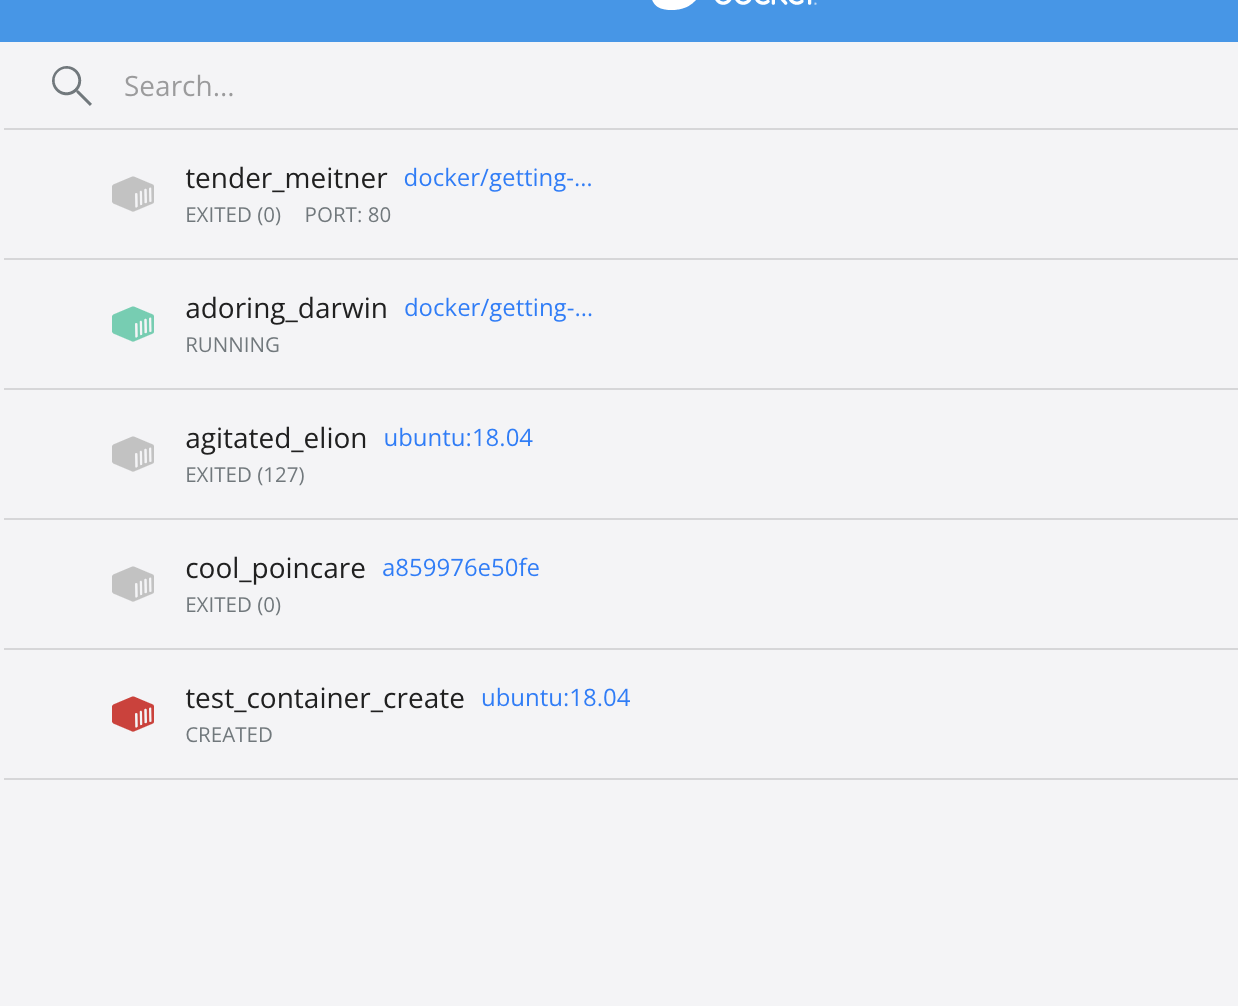 docker
Search...
tender_meitner docker/getting-...
EXITED (0) PORT: 80
adoring_darwin docker/getting-...
RUNNING
agitated_elion ubuntu:18.04
EXITED (127)
cool_poincare a859976e50fe
EXITED (0)
test_container_create ubuntu:18.04
CREATED